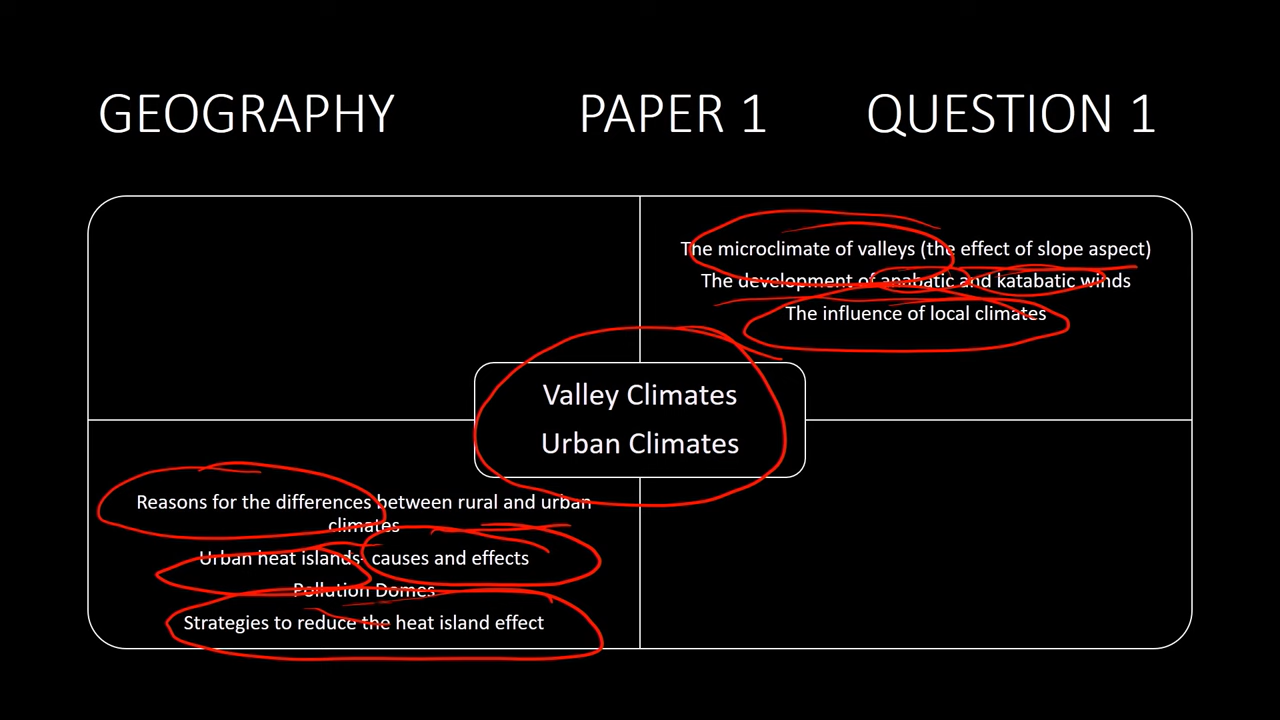 GEOGRAPHY PAPER 1 QUESTION 1
The microclimate of valleys (the effect of slope aspect)
The development of anabatic and katabatic winds
The influence of local climates
Valley Climates
Urban Climates
Reasons for the differences between rural and urban
climates
Urban heat islands- causes and effects
Pollution Domes
Strategies to reduce the heat island effect